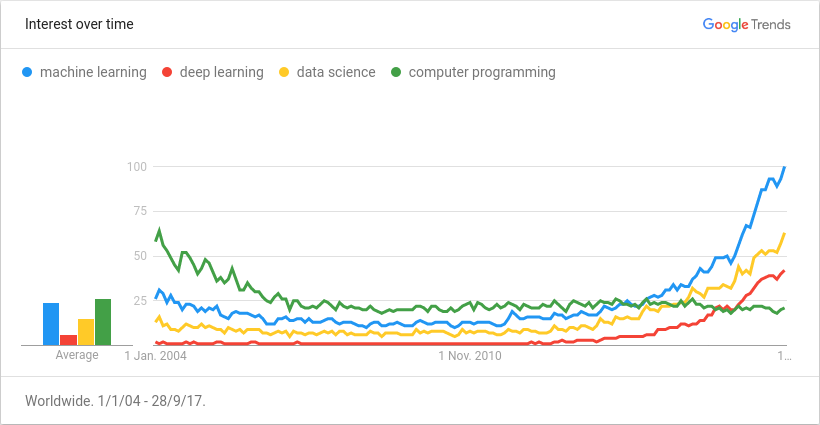 Interest over time
Google Trends
machine learning deep learning data science computer programming
100
75
50
25
Average
1 Jan. 2004 1 Nov. 2010 1…
Worldwide. 1/1/04 - 28/9/17.